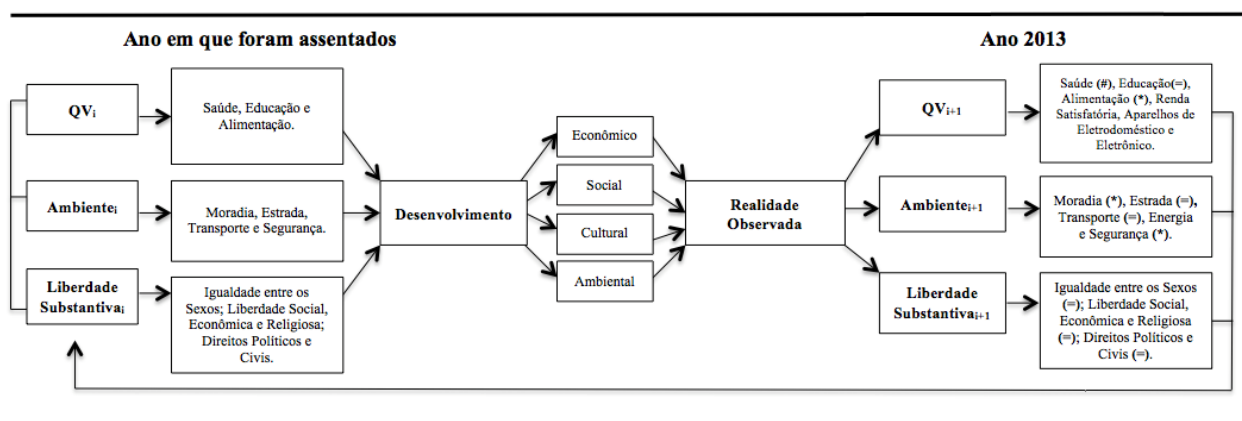 Ano em que foram assentados
Ano 2013
QVi
Saúde, Educação e
Alimentação.
Ambientei
Moradia, Estrada,
Transporte e Segurança.
Liberdade
Substantivai
Igualdade entre os
Sexos; Liberdade Social,
Econômica e Religiosa;
Direitos Políticos e
Civis.
Desenvolvimento
Econômico
Social
Cultural
Ambiental
Realidade
Observada
QVi+1
Saúde (#), Educação(=),
Alimentação (*), Renda
Satisfatória, Aparelhos de
Eletrodoméstico e
Eletrônico.
Ambientei+1
Moradia (*), Estrada (=),
Transporte (=), Energia
e Segurança (*).
Liberdade
Substantivai+1
Igualdade entre os Sexos
(=); Liberdade Social,
Econômica e Religiosa
(=); Direitos Políticos e
Civis (=).